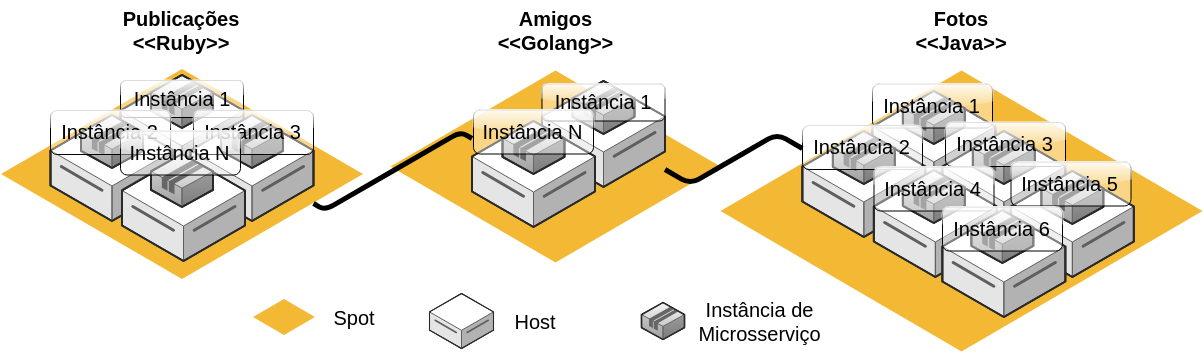 Publicações
<<Ruby>>
Instância 1
Instância 2
Instância 3
Instância N
Amigos
<<Golang>>
Instância 1
Instância N
Fotos
<<Java>>
Instância 1
Instância 2
Instância 3
Instância 4
Instância 5
Instância 6
Spot
Host
Instância de
Microsserviço